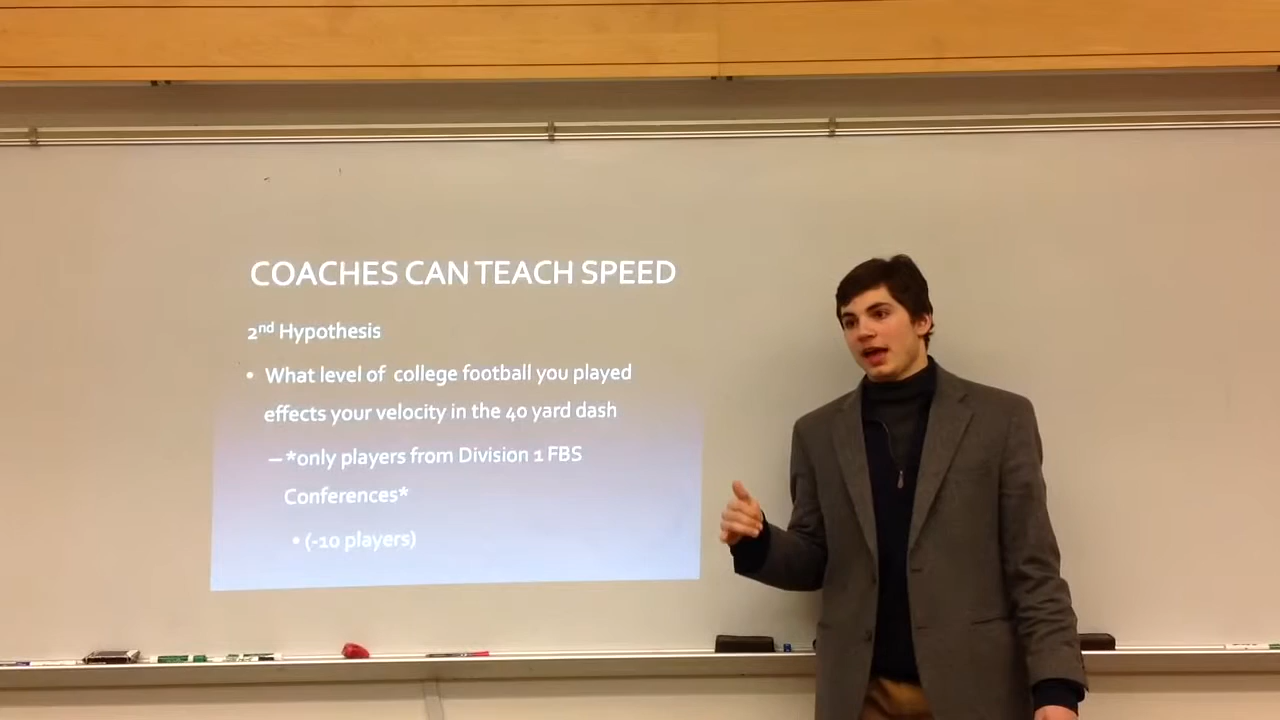 COACHES CAN TEACH SPEED
2nd Hypothesis
• What level of college football you played
effects your velocity in the 40 yard dash
– *only players from Division 1 FBS
Conferences*
• (-10 players)